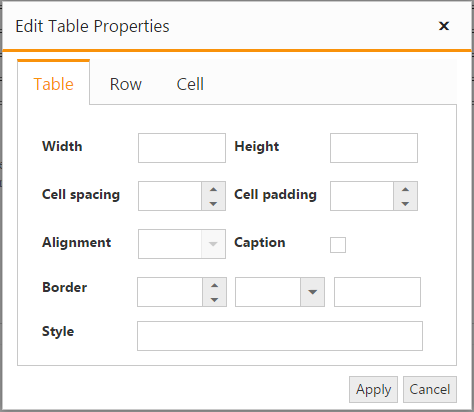 Edit Table Properties
Table Row Cell
Width Height
Cell spacing Cell padding
Alignment Caption
Border
Style
Apply Cancel